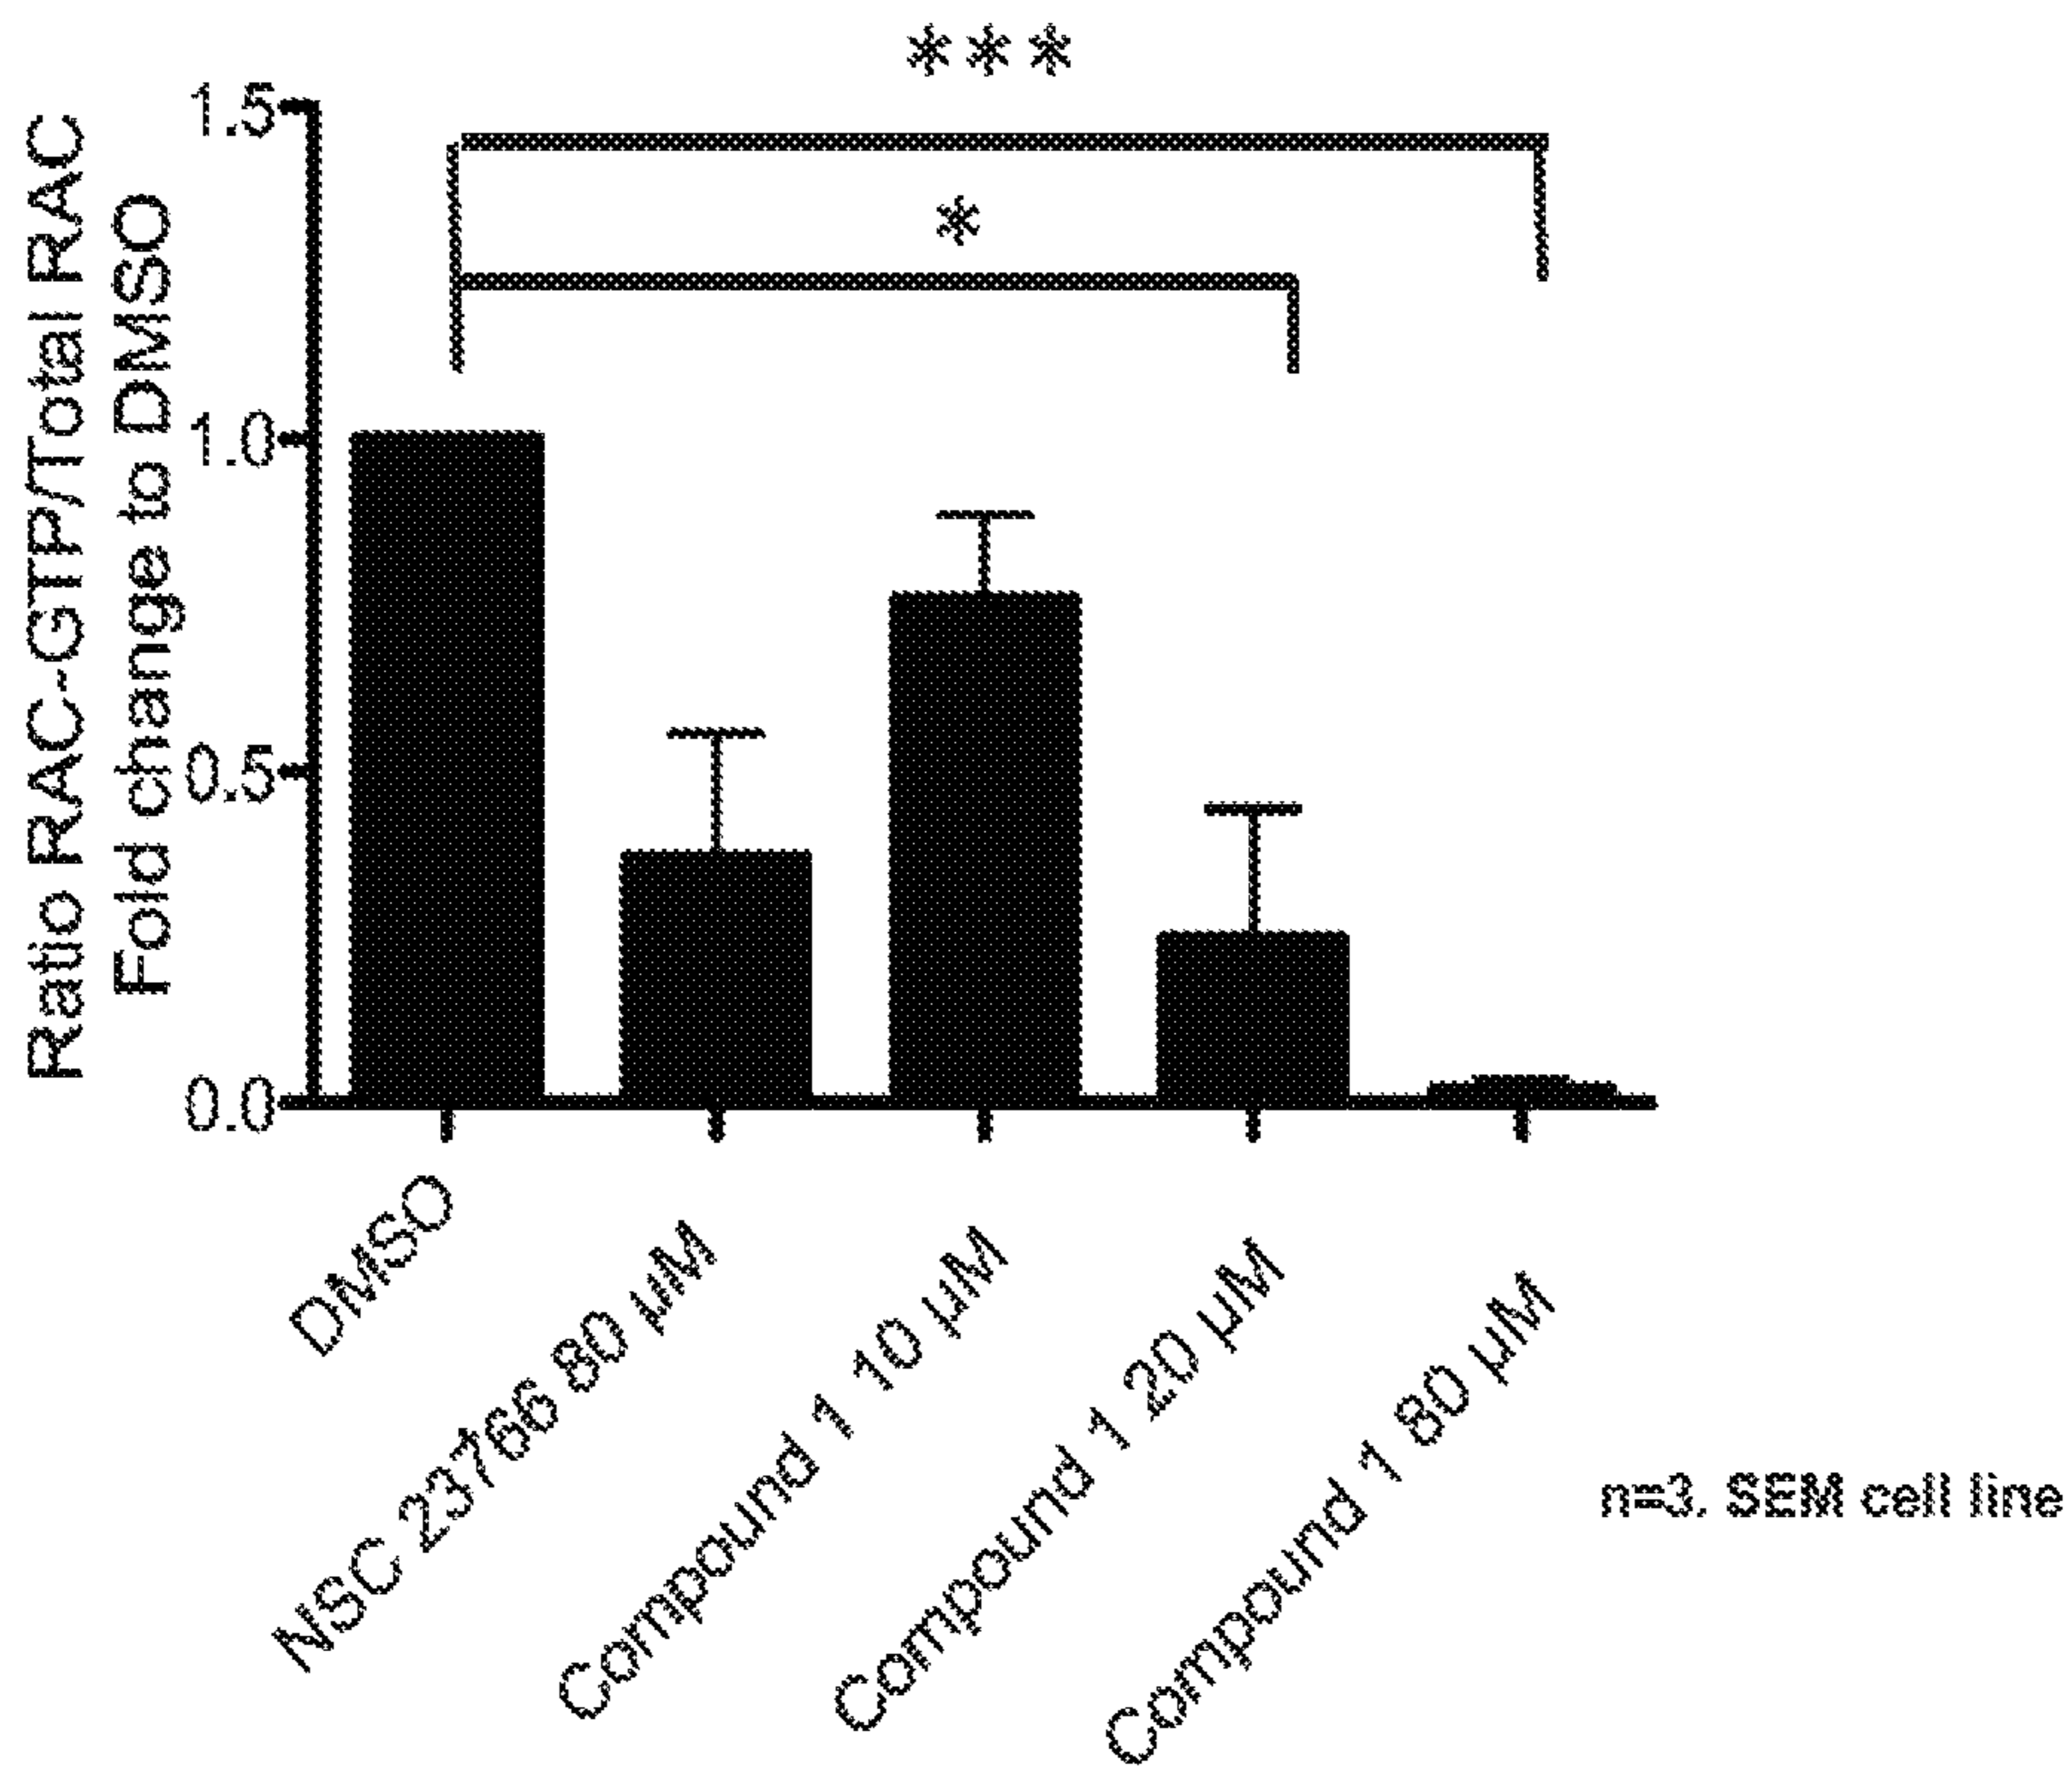 ***
*
Ratio RAC-GTP/Total RAC
Fold change to DMSO
1.5
1.0
0.5
0.0
DMSO
NSC 23766 80 µM
Compound 1 10 µM
Compound 1 20 µM
Compound 1 80 µM
n=3. SEM cell line